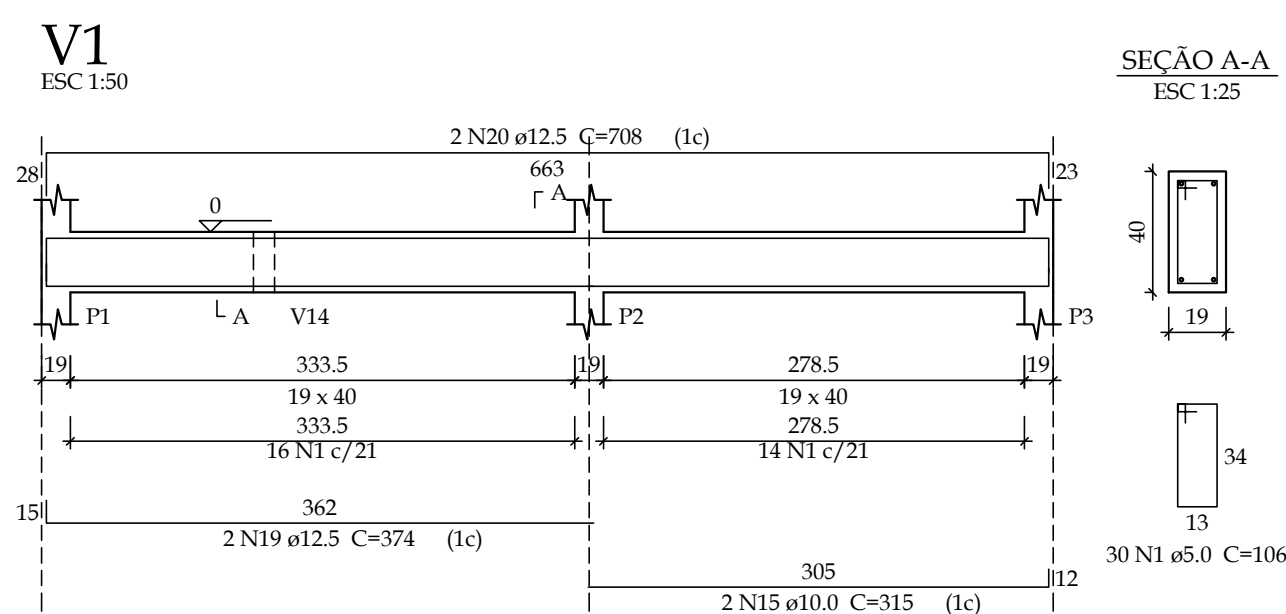 V1
ESC 1:50
SEÇÃO A-A
ESC 1:25
2 N20 ø12.5 C=708 (1c)
28
663
23
A
0
40
A
V14
P1
P2
P3
19
19
333.5
19
278.5
19
19 x 40
19 x 40
333.5
278.5
16 N1 c/21
14 N1 c/21
34
15
362
13
2 N19 ø12.5 C=374 (1c)
30 N1 ø5.0 C=106
305
12
2 N15 ø10.0 C=315 (1c)